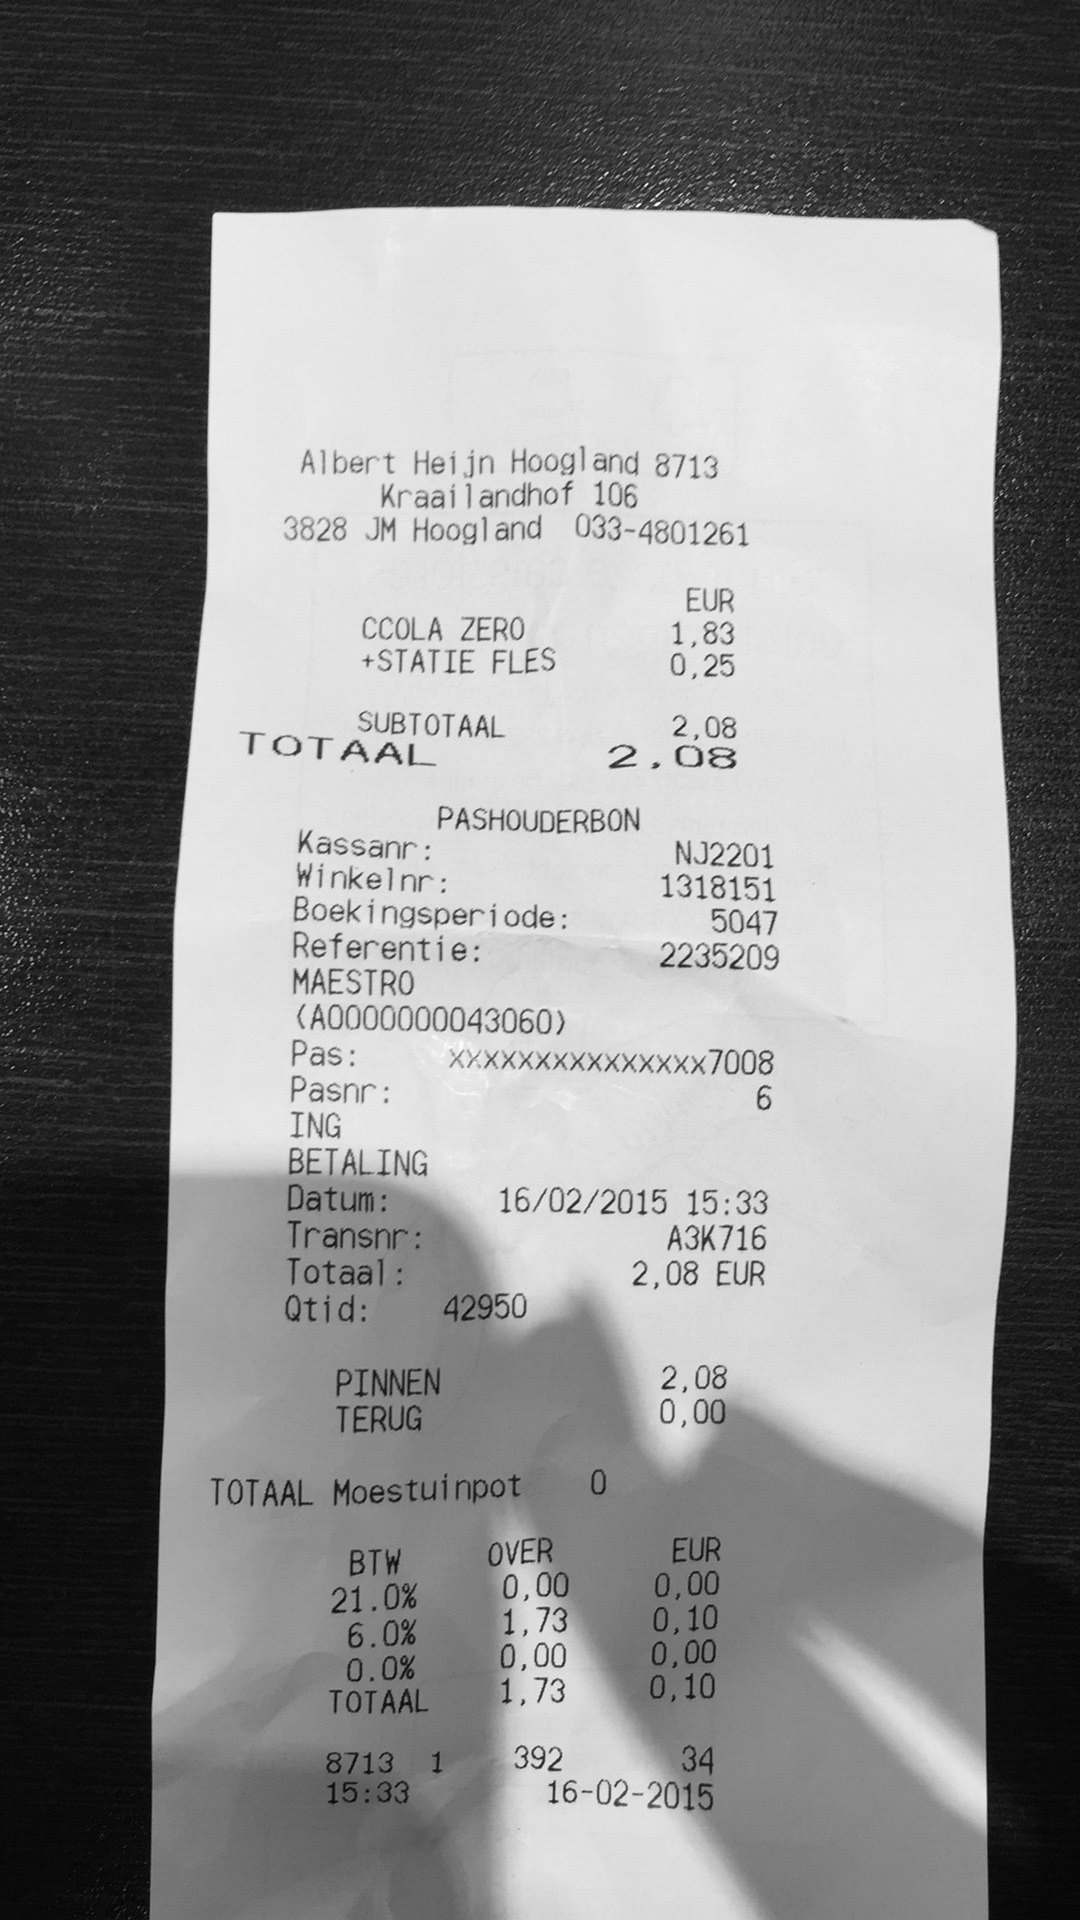 Albert Heijn Hoogland 8713
Kraailandhof 106
3828 JM Hoogland 033-4801261
EUR
CCOLA ZERO 1,83
+STATIE FLES 0,25
SUBTOTAAL 2,08
TOTAAL 2,08
PASHOUDERBON
Kassanr: NJ2201
Winkelnr: 1318151
Boekingsperiode: 5047
Referentie: 2235209
MAESTRO
(A0000000043060)
Pas: xxxxxxxxxxxxxxx7008
Pasnr: 6
ING
BETALING
Datum: 16/02/2015 15:33
Transnr: A3K716
Totaal: 2,08 EUR
Qtid: 42950
PINNEN 2,08
TERUG 0,00
TOTAAL Moestuinpot 0
BTW OVER EUR
21.0% 0,00 0,00
6.0% 1,73 0,10
0.0% 0,00 0,00
TOTAAL 1,73 0,10
8713 1 392 34
15:33 16-02-2015